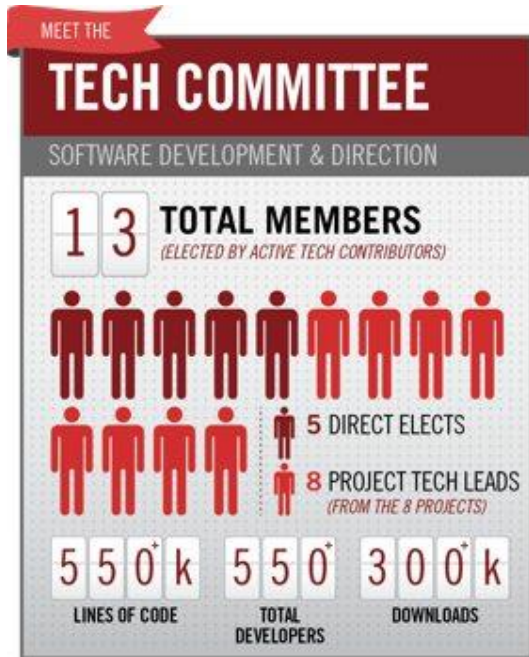 MEET THE
TECH COMMITTEE
SOFTWARE DEVELOPMENT & DIRECTION
13 TOTAL MEMBERS
(ELECTED BY ACTIVE TECH CONTRIBUTORS)
5 DIRECT ELECTS
8 PROJECT TECH LEADS
(FROM THE 8 PROJECTS)
550+k 550+ 300+k
LINES OF CODE TOTAL DEVELOPERS DOWNLOADS